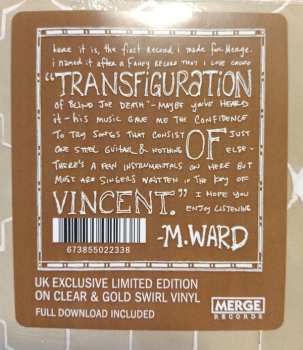 here it is, the first record i made for Merge.
i named it after a Fahey record that I love called
"TRANSFIGURATION
of BLIND JOE DEATH" - MAYBE you've HEARD
it - his MUSIC GAVE ME THE CONFIDENCE
TO TRY SONGS THAT CONSIST OF JUST
ONE STEEL GUITAR & NOTHING ELSE -
THERE'S A FEW INSTRUMENTALS ON HERE BUT
MOST ARE SINGERS WRITTEN IN THE KEY OF
VINCENT." I HOPE YOU
ENJOY LISTENING
-M.WARD
673855022338
UK EXCLUSIVE LIMITED EDITION
ON CLEAR & GOLD SWIRL VINYL
FULL DOWNLOAD INCLUDED
MERGE
RECORDS